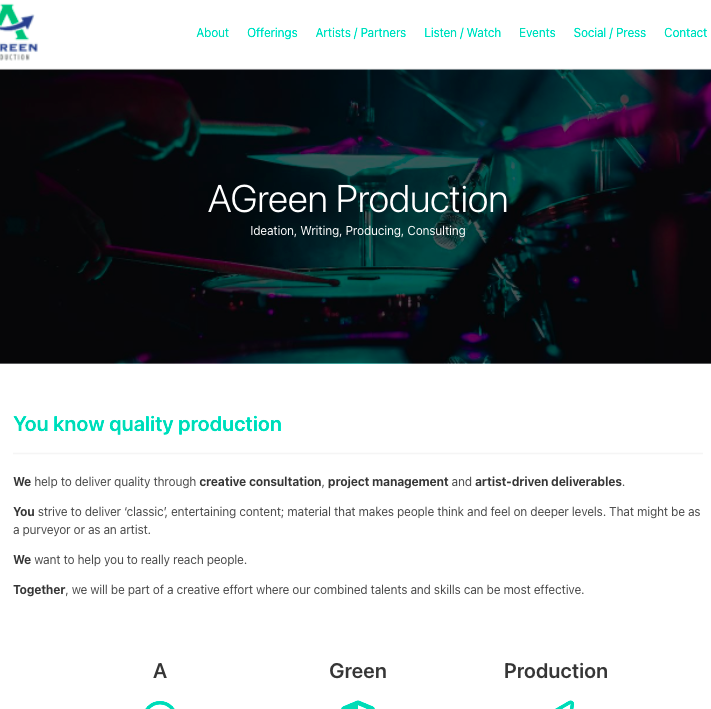 REEN
DUCTION
About Offerings Artists / Partners Listen / Watch Events Social / Press Contact
AGreen Production
Ideation, Writing, Producing, Consulting
You know quality production
We help to deliver quality through creative consultation, project management and artist-driven deliverables.
You strive to deliver ‘classic’, entertaining content; material that makes people think and feel on deeper levels. That might be as
a purveyor or as an artist.
We want to help you to really reach people.
Together, we will be part of a creative effort where our combined talents and skills can be most effective.
A Green Production